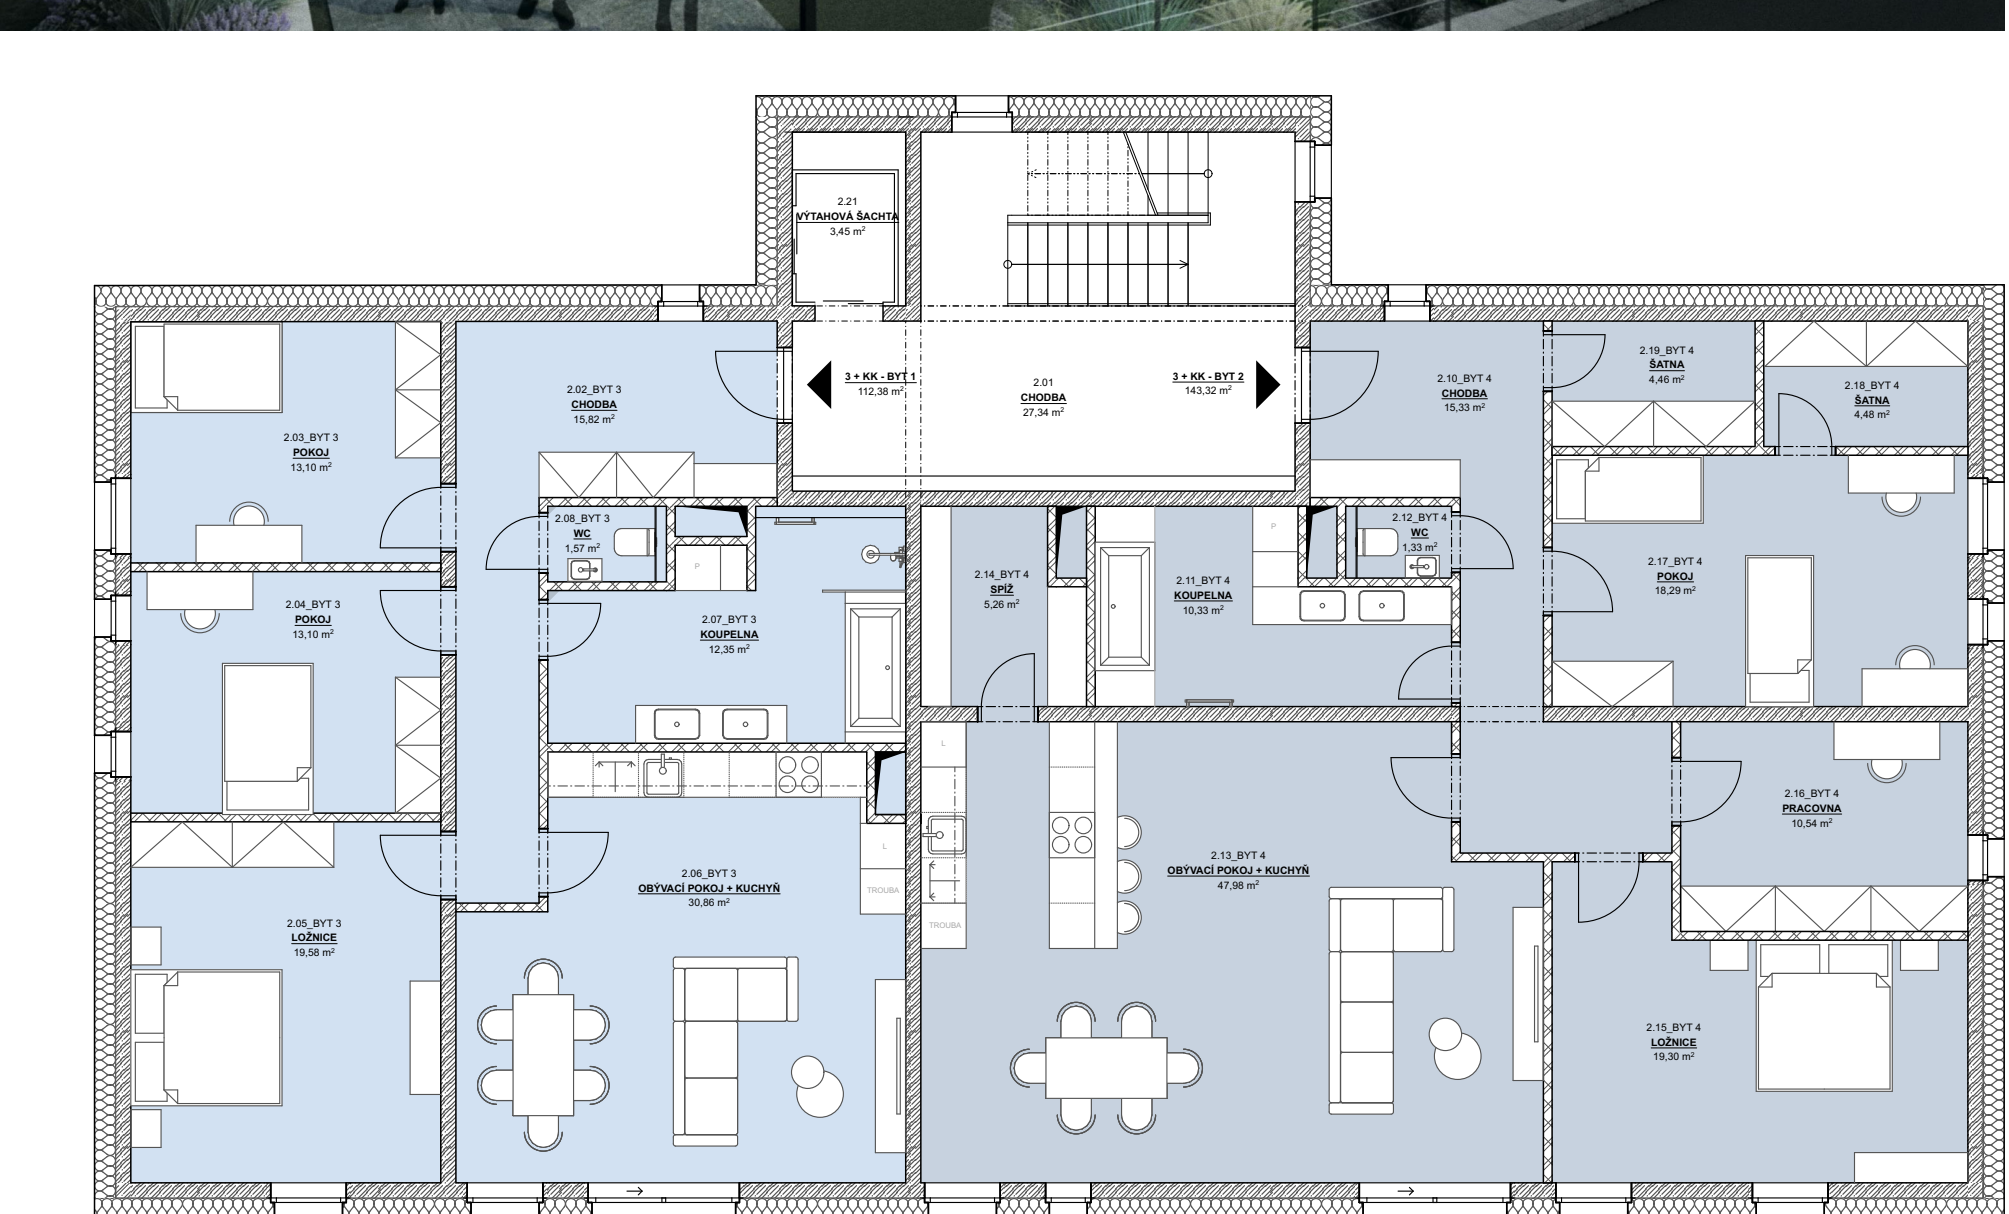 2.21
VÝTAHOVÁ ŠACHTA
3,45 m²
3 + KK - BYT 1
112,38 m²
2.01
CHODBA
27,34 m²
3 + KK - BYT 2
143,32 m²
2.02_BYT 3
CHODBA
15,82 m²
2.03_BYT 3
POKOJ
13,10 m²
2.10_BYT 4
CHODBA
15,33 m²
2.19_BYT 4
ŠATNA
4,46 m²
2.18_BYT 4
ŠATNA
4,48 m²
2.08_BYT 3
WC
1,57 m²
P
2.04_BYT 3
POKOJ
13,10 m²
2.07_BYT 3
KOUPELNA
12,35 m²
2.14_BYT 4
SPÍŽ
5,26 m²
2.11_BYT 4
KOUPELNA
10,33 m²
P
2.12_BYT 4
WC
1,33 m²
2.17_BYT 4
POKOJ
18,29 m²
2.06_BYT 3
OBÝVACÍ POKOJ + KUCHYŇ
30,86 m²
L
TROUBA
L
TROUBA
2.13_BYT 4
OBÝVACÍ POKOJ + KUCHYŇ
47,98 m²
2.16_BYT 4
PRACOVNA
10,54 m²
2.05_BYT 3
LOŽNICE
19,58 m²
2.15_BYT 4
LOŽNICE
19,30 m²